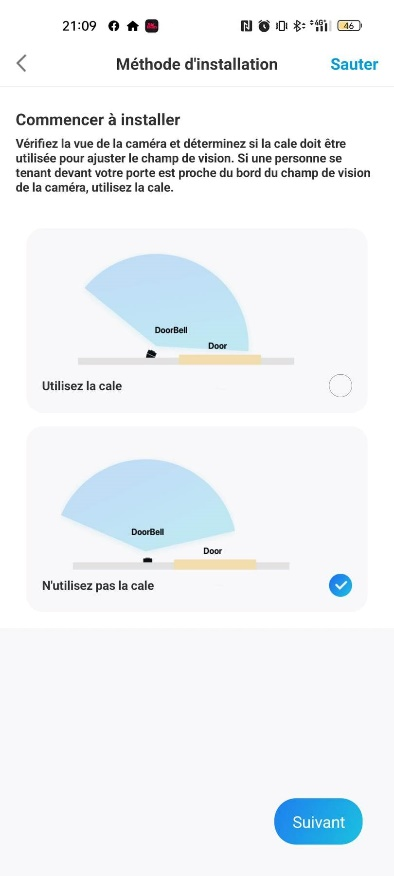 21:09
4G
46
Méthode d'installation
Sauter
Commencer à installer
Vérifiez la vue de la caméra et déterminez si la cale doit être
utilisée pour ajuster le champ de vision. Si une personne se
tenant devant votre porte est proche du bord du champ de vision
de la caméra, utilisez la cale.
DoorBell
Door
Utilisez la cale
DoorBell
Door
N'utilisez pas la cale
Suivant